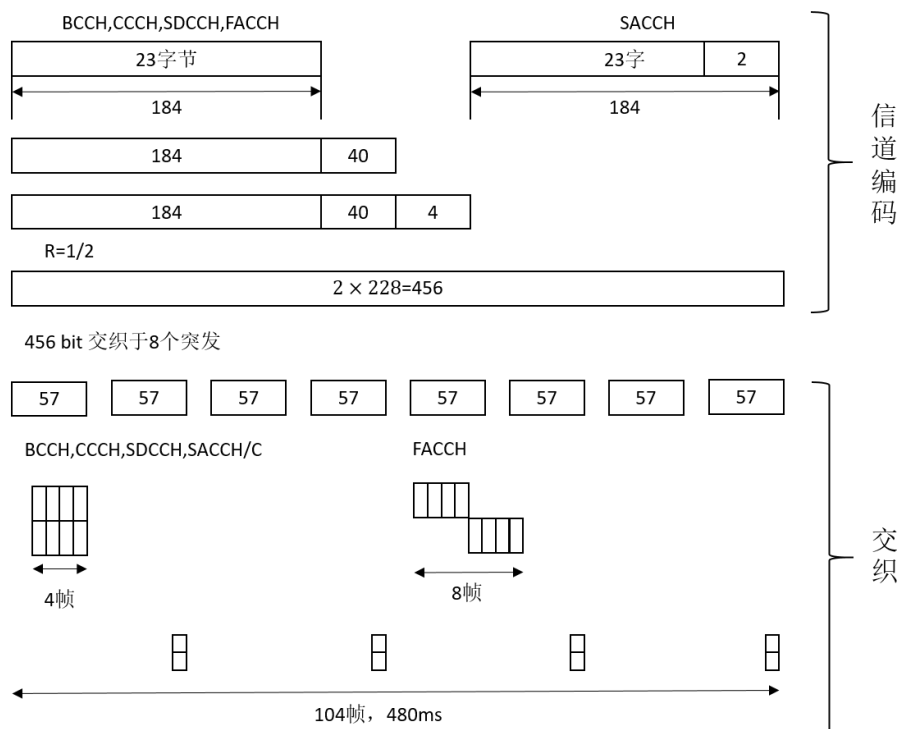 BCCH,CCCH,SDCCH,FACCH
SACCH
23字节
23字
2
184
184
184
40
184
40
4
R=1/2
2 × 228=456
信道编码
456 bit 交织于8个突发
57
57
57
57
57
57
57
57
BCCH,CCCH,SDCCH,SACCH/C
FACCH
4帧
8帧
104帧，480ms
交织